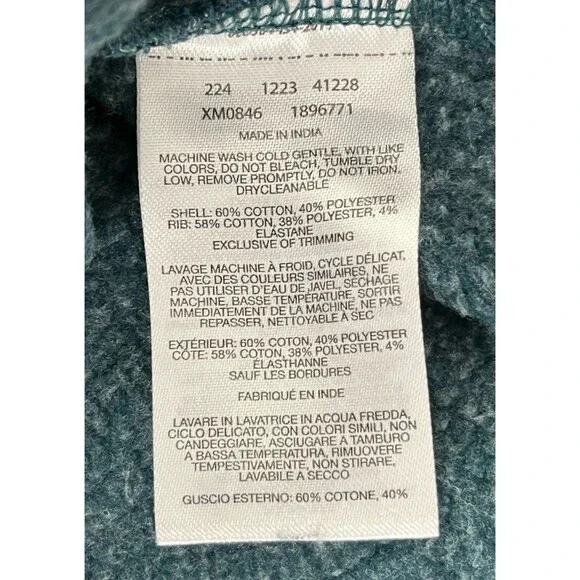 224 1223 41228
XM0846 1896771
MADE IN INDIA
MACHINE WASH COLD GENTLE, WITH LIKE
COLORS, DO NOT BLEACH, TUMBLE DRY
LOW, REMOVE PROMPTLY, DO NOT IRON,
DRYCLEANABLE
SHELL: 60% COTTON, 40% POLYESTER
RIB: 58% COTTON, 38% POLYESTER, 4%
ELASTANE
EXCLUSIVE OF TRIMMING
LAVAGE MACHINE À FROID, CYCLE DÉLICAT,
AVEC DES COULEURS SIMILAIRES, NE
PAS UTILISER D'EAU DE JAVEL, SÉCHAGE
MACHINE, BASSE TEMPÉRATURE, SORTIR
IMMÉDIATEMENT DE LA MACHINE, NE PAS
REPASSER, NETTOYABLE À SEC
EXTÉRIEUR: 60% COTON, 40% POLYESTER
CÔTE: 58% COTON, 38% POLYESTER, 4%
ÉLASTHANNE
SAUF LES BORDURES
FABRIQUÉ EN INDE
LAVARE IN LAVATRICE IN ACQUA FREDDA,
CICLO DELICATO, CON COLORI SIMILI, NON
CANDEGGIARE, ASCIUGARE A TAMBURO
A BASSA TEMPERATURA, RIMUOVERE
TEMPESTIVAMENTE, NON STIRARE,
LAVABILE A SECCO
GUSCIO ESTERNO: 60% COTONE, 40%